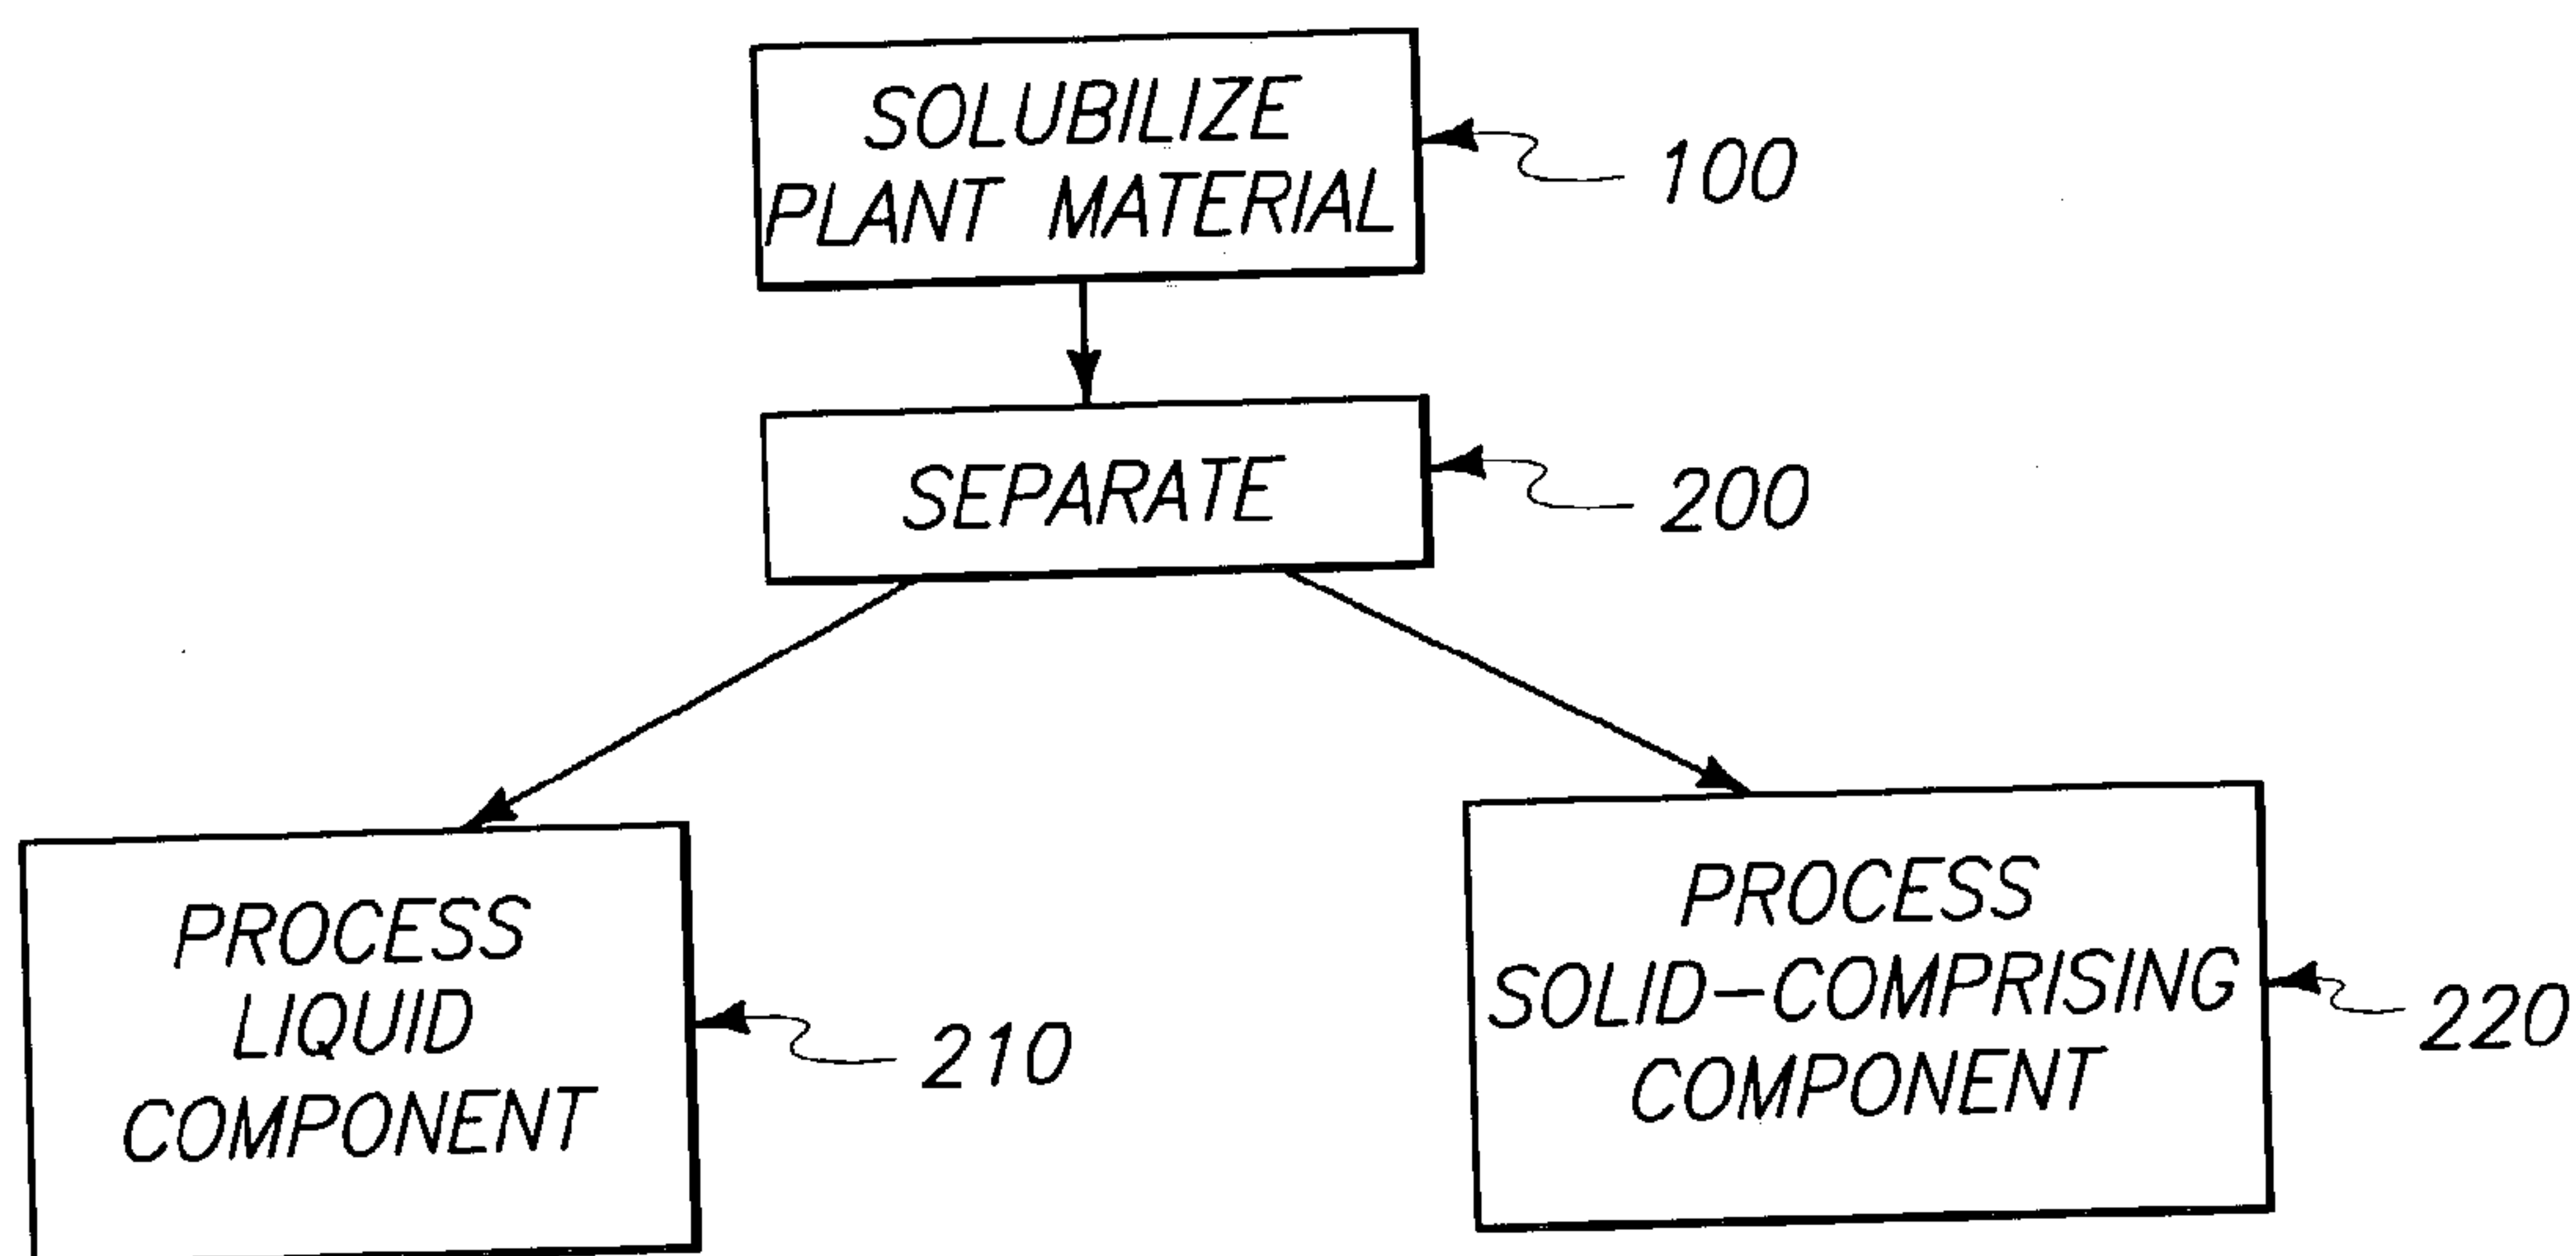 SOLUBILIZE
PLANT MATERIAL
100
SEPARATE
200
PROCESS
LIQUID
COMPONENT
210
PROCESS
SOLID-COMPRISING
COMPONENT
220